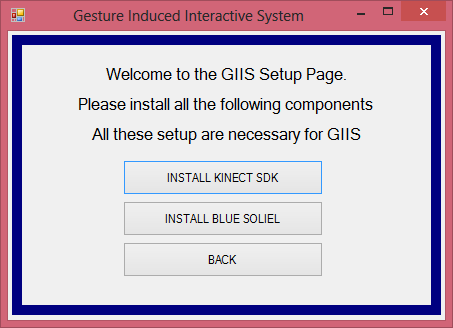 Gesture Induced Interactive System
Welcome to the GIIS Setup Page.
Please install all the following components
All these setup are necessary for GIIS
INSTALL KINECT SDK
INSTALL BLUE SOLIEL
BACK